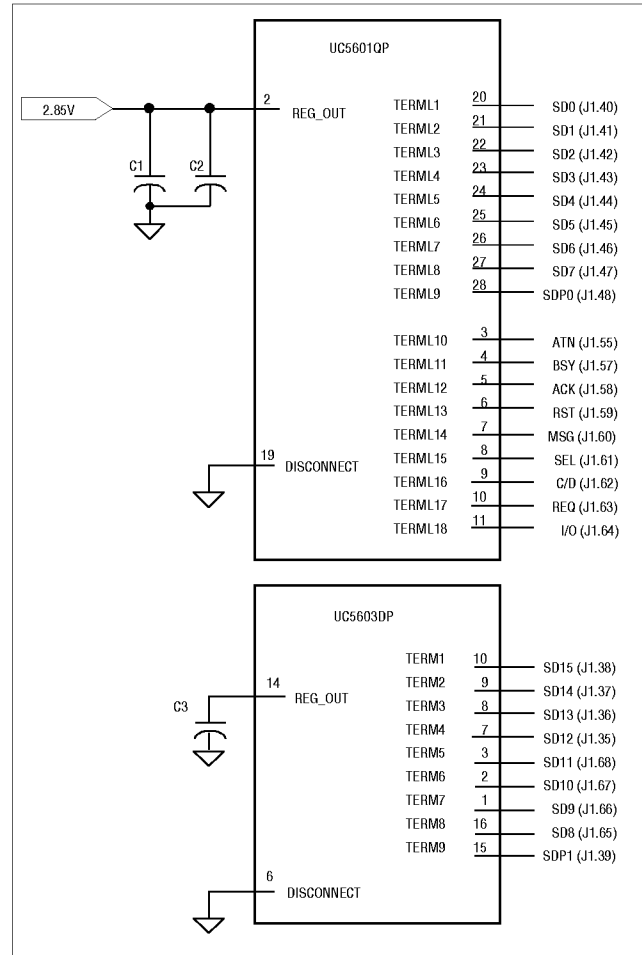 UC5601QP
2.85V
2
REG_OUT
C1
C2
19
DISCONNECT
TERML1 20 SD0 (J1.40)
TERML2 21 SD1 (J1.41)
TERML3 22 SD2 (J1.42)
TERML4 23 SD3 (J1.43)
TERML5 24 SD4 (J1.44)
TERML6 25 SD5 (J1.45)
TERML7 26 SD6 (J1.46)
TERML8 27 SD7 (J1.47)
TERML9 28 SDP0 (J1.48)
TERML10 3 ATN (J1.55)
TERML11 4 BSY (J1.57)
TERML12 5 ACK (J1.58)
TERML13 6 RST (J1.59)
TERML14 7 MSG (J1.60)
TERML15 8 SEL (J1.61)
TERML16 9 C/D (J1.62)
TERML17 10 REQ (J1.63)
TERML18 11 I/O (J1.64)
UC5603DP
14
REG_OUT
C3
6
DISCONNECT
TERM1 10 SD15 (J1.38)
TERM2 9 SD14 (J1.37)
TERM3 8 SD13 (J1.36)
TERM4 7 SD12 (J1.35)
TERM5 3 SD11 (J1.68)
TERM6 2 SD10 (J1.67)
TERM7 1 SD9 (J1.66)
TERM8 16 SD8 (J1.65)
TERM9 15 SDP1 (J1.39)